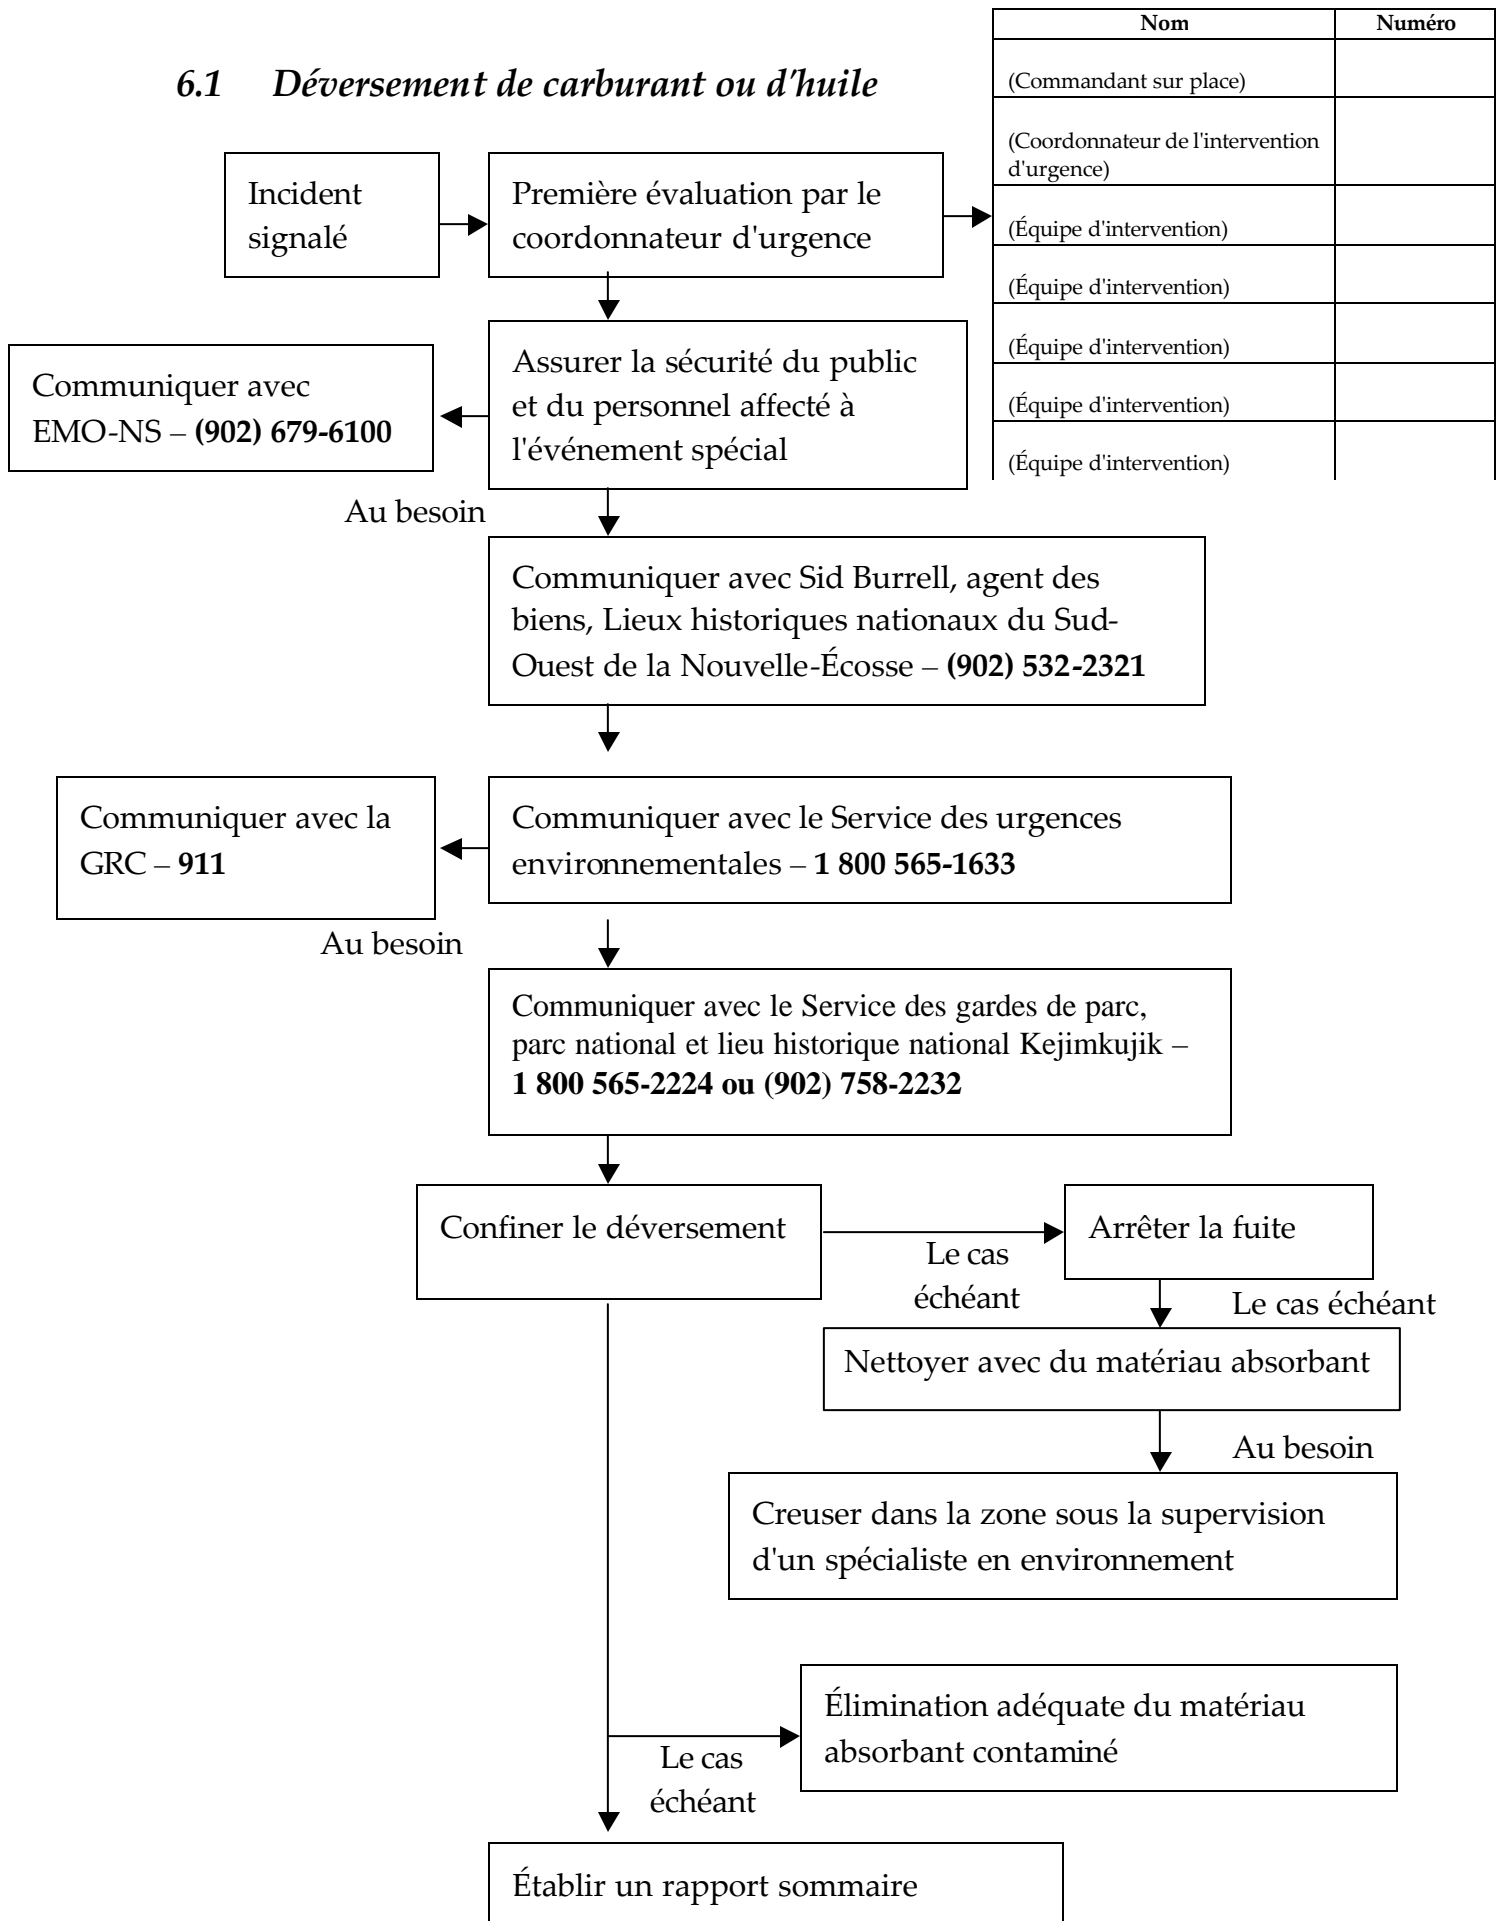 6.1 Déversement de carburant ou d'huile
Nom Numéro
(Commandant sur place)
(Coordonnateur de l'intervention
d'urgence)
(Équipe d'intervention)
(Équipe d'intervention)
(Équipe d'intervention)
(Équipe d'intervention)
(Équipe d'intervention)
Incident
signalé
Première évaluation par le
coordonnateur d'urgence
Assurer la sécurité du public
et du personnel affecté à
l'événement spécial
Communiquer avec
EMO-NS – (902) 679-6100
Au besoin
Communiquer avec Sid Burrell, agent des
biens, Lieux historiques nationaux du Sud-
Ouest de la Nouvelle-Écosse – (902) 532-2321
Communiquer avec le Service des urgences
environnementales – 1 800 565-1633
Communiquer avec la
GRC – 911
Au besoin
Communiquer avec le Service des gardes de parc,
parc national et lieu historique national Kejimkujik –
1 800 565-2224 ou (902) 758-2232
Confiner le déversement
Le cas
échéant
Arrêter la fuite
Le cas échéant
Nettoyer avec du matériau absorbant
Au besoin
Creuser dans la zone sous la supervision
d'un spécialiste en environnement
Élimination adéquate du matériau
absorbant contaminé
Le cas
échéant
Établir un rapport sommaire